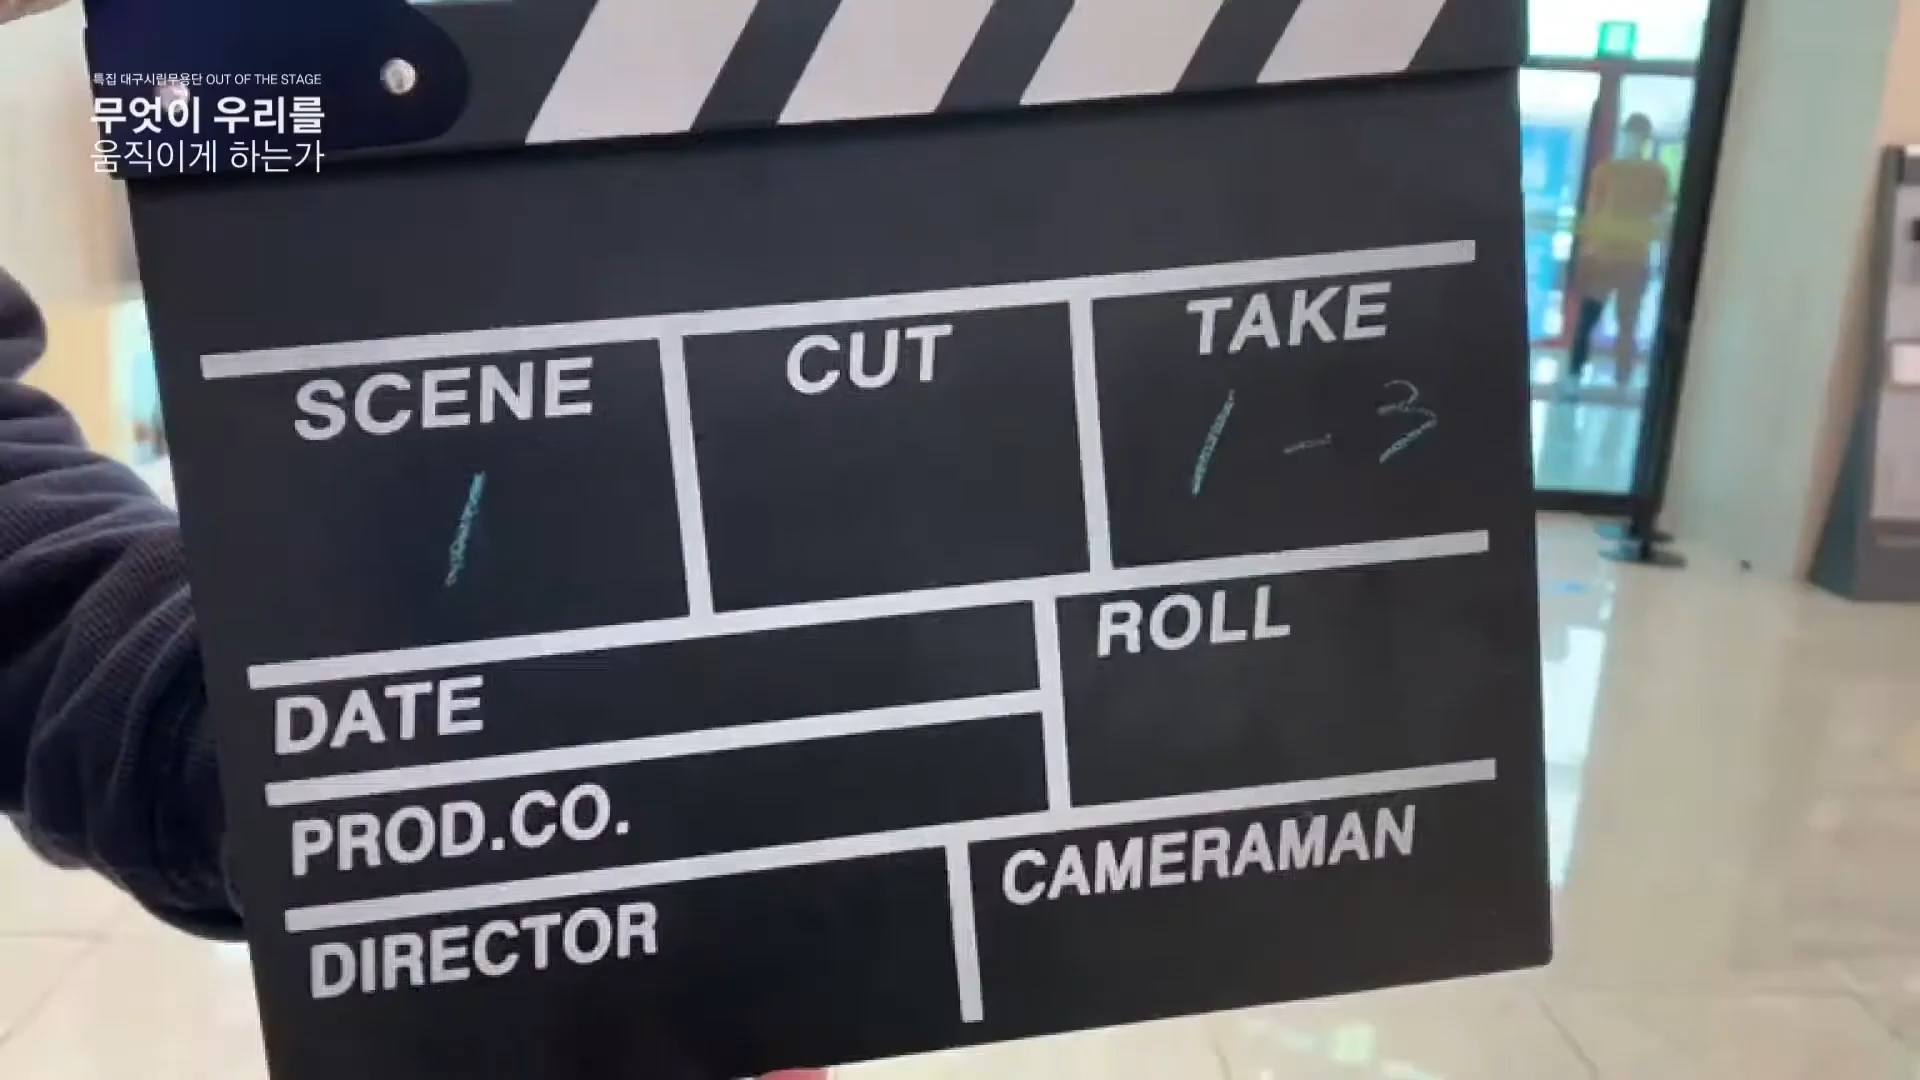 특집 대구시립무용단 OUT OF THE STAGE
무엇이 우리를
움직이게 하는가
SCENE
CUT
TAKE
1
1 - 3
DATE
ROLL
PROD.CO.
DIRECTOR
CAMERAMAN